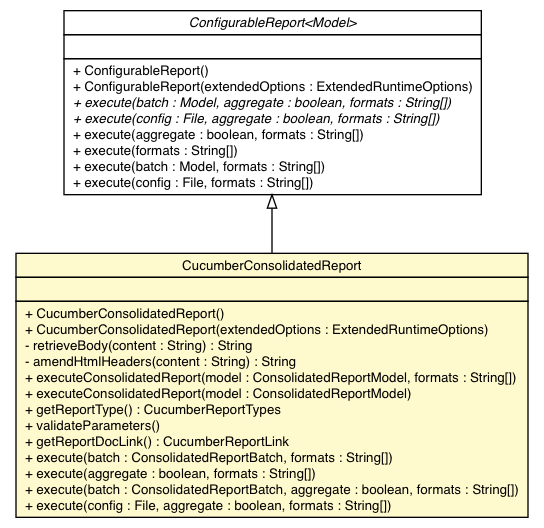 ConfigurableReport<Model>
+ ConfigurableReport()
+ ConfigurableReport(extendedOptions : ExtendedRuntimeOptions)
+ execute(batch : Model, aggregate : boolean, formats : String[])
+ execute(config : File, aggregate : boolean, formats : String[])
+ execute(aggregate : boolean, formats : String[])
+ execute(formats : String[])
+ execute(batch : Model, formats : String[])
+ execute(config : File, formats : String[])
CucumberConsolidatedReport
+ CucumberConsolidatedReport()
+ CucumberConsolidatedReport(extendedOptions : ExtendedRuntimeOptions)
- retrieveBody(content : String) : String
- amendHtmlHeaders(content : String) : String
+ executeConsolidatedReport(model : ConsolidatedReportModel, formats : String[])
+ executeConsolidatedReport(model : ConsolidatedReportModel)
+ getReportType() : CucumberReportTypes
+ validateParameters()
+ getReportDocLink() : CucumberReportLink
+ execute(batch : ConsolidatedReportBatch, formats : String[])
+ execute(aggregate : boolean, formats : String[])
+ execute(batch : ConsolidatedReportBatch, aggregate : boolean, formats : String[])
+ execute(config : File, aggregate : boolean, formats : String[])